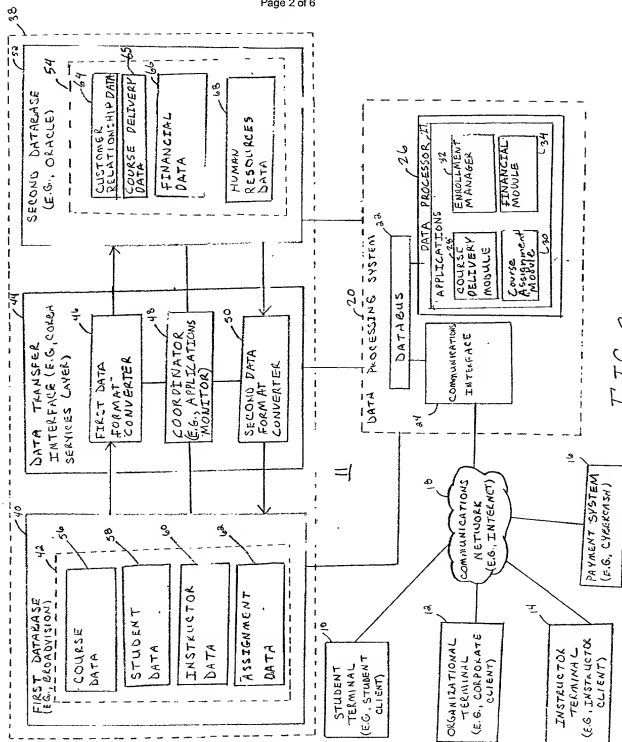 Page 2 of 6
38
52
SECOND DATABASE
(E.G., ORACLE)
54
64
CUSTOMER
RELATIONSHIP DATA
65
COURSE DELIVERY
DATA
66
FINANCIAL
DATA
68
HUMAN
RESOURCES
DATA
44
DATA TRANSFER
INTERFACE (E.G, CORBA
SERVICES LAYER)
46
FIRST DATA
FORMAT
CONVERTER
48
COORDINATOR
(E.G., APPLICATIONS
MONITOR)
50
SECOND DATA
FORMAT
CONVERTER
40
FIRST DATABASE
(E.G., BROADVISION)
42
56
COURSE
DATA
58
STUDENT
DATA
60
INSTRUCTOR
DATA
62
ASSIGNMENT
DATA
11
20
DATA PROCESSING SYSTEM
22
DATABUS
26
DATA PROCESSOR
APPLICATIONS
28
COURSE
DELIVERY
MODULE
32
ENROLLMENT
MANAGER
30
Course
Assignment
Module
34
FINANCIAL
MODULE
24
COMMUNICATIONS
INTERFACE
18
COMMUNICATIONS
NETWORK
(E.G., INTERNET)
10
STUDENT
TERMINAL
(E.G. STUDENT
CLIENT)
12
ORGANIZATIONAL
TERMINAL
(E.G., CORPORATE
CLIENT)
14
INSTRUCTOR
TERMINAL
(E.G., INSTRUCTOR
CLIENT)
16
PAYMENT SYSTEM
(E.G., CYBERCASH)